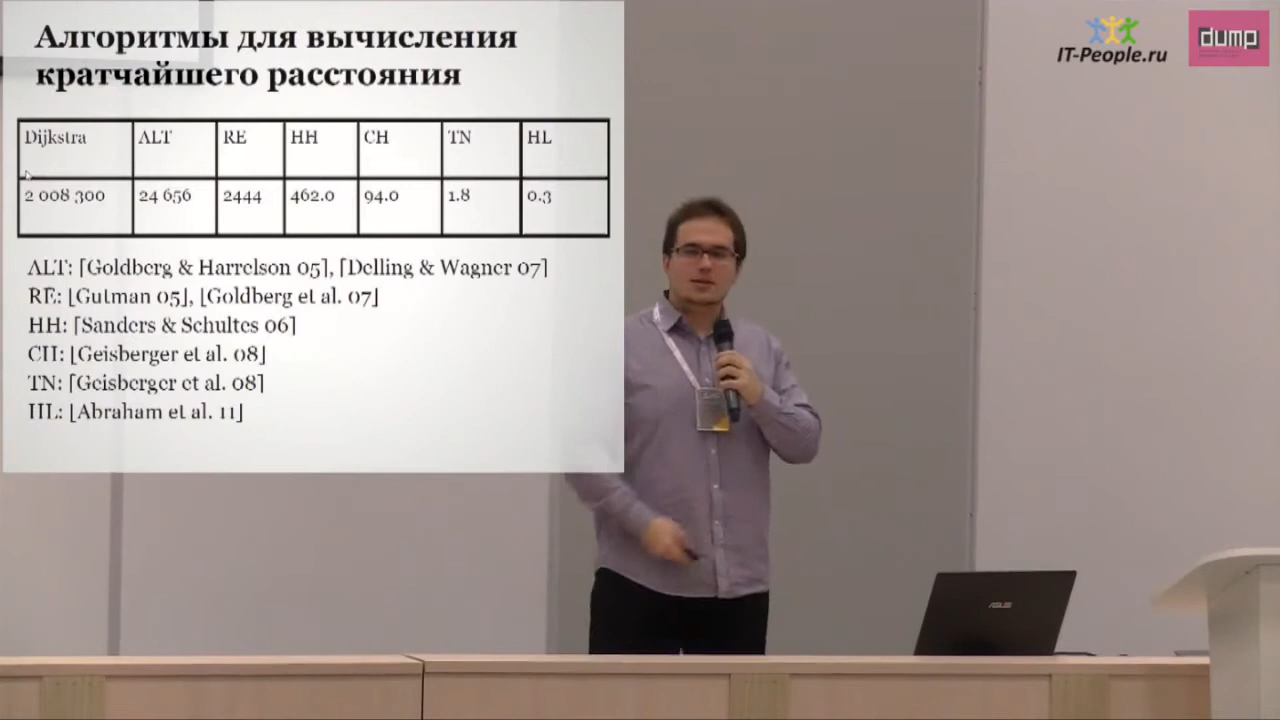 Алгоритмы для вычисления
кратчайшего расстояния
Dijkstra ALT RE HH CH TN HL
2 008 300 24 656 2444 462.0 94.0 1.8 0.3
ALT: [Goldberg & Harrelson 05], [Delling & Wagner 07]
RE: [Gutman 05], [Goldberg et al. 07]
HH: [Sanders & Schultes 06]
CH: [Geisberger et al. 08]
TN: [Geisberger et al. 08]
HL: [Abraham et al. 11]
IT-People.ru
dump
ASUS